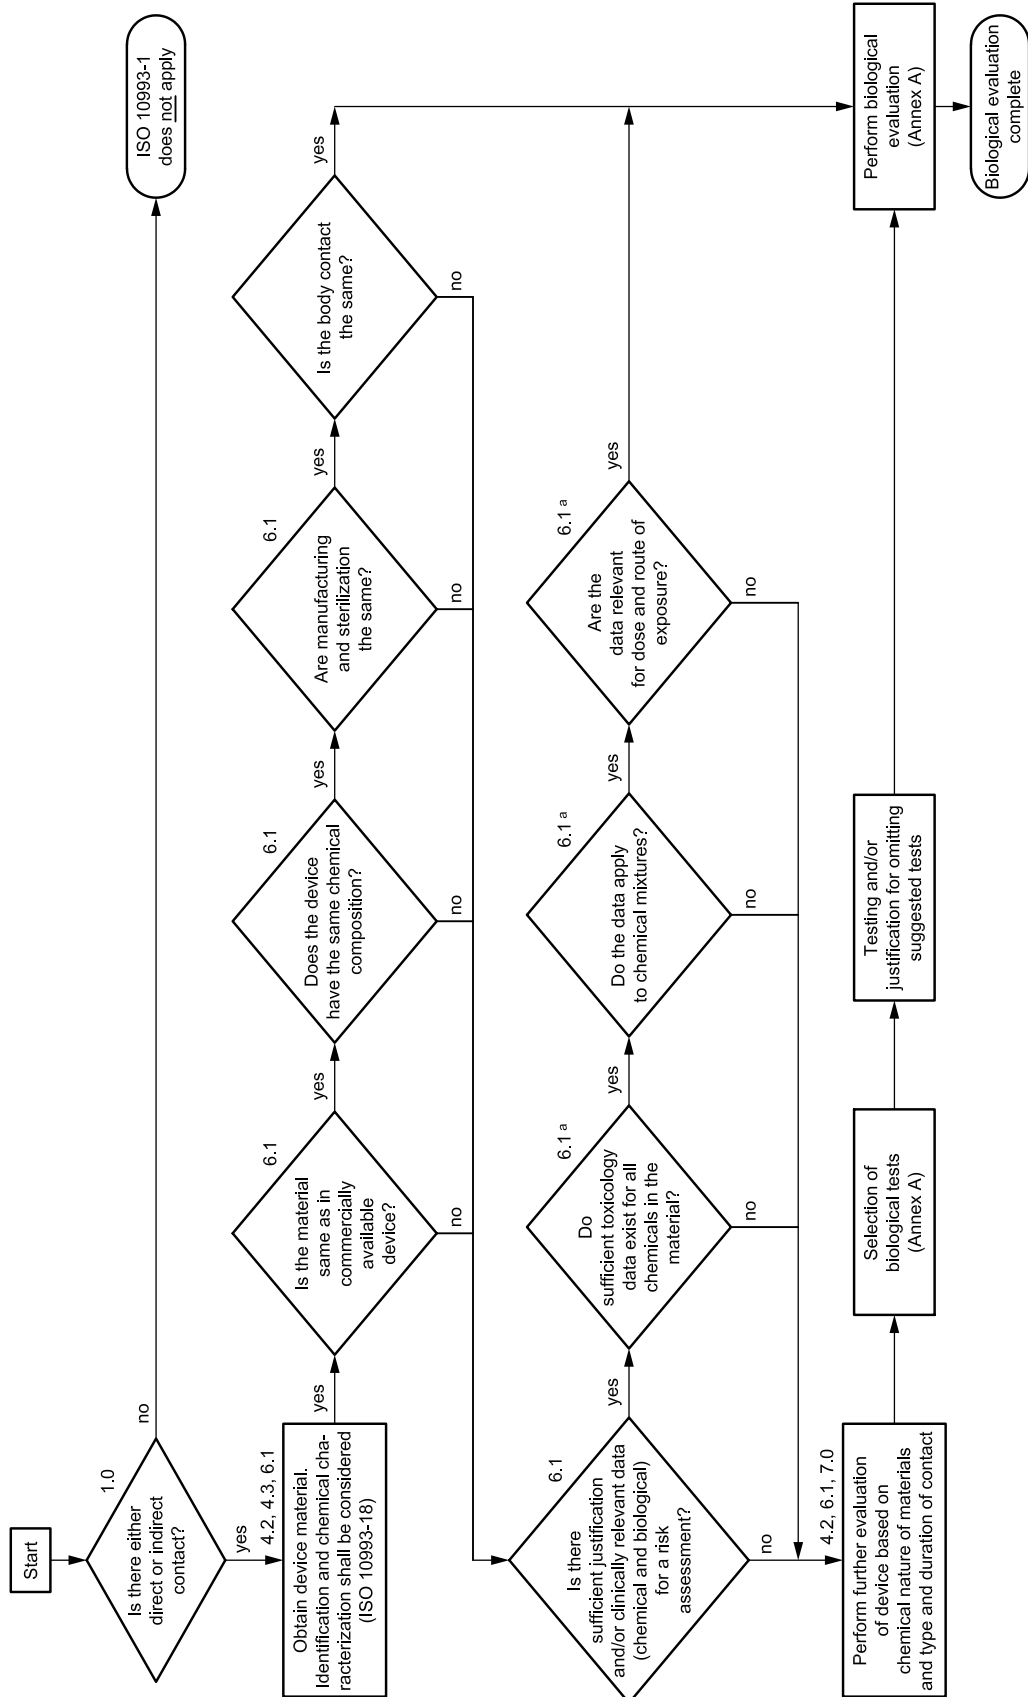 Start
1.0
Is there either
direct or indirect
contact?
no
ISO 10993-1
does not apply
yes
4.2, 4.3, 6.1
Obtain device material.
Identification and chemical cha-
racterization shall be considered
(ISO 10993-18)
yes
6.1
Is the material
same as in
commercially
available
device?
no
yes
6.1
Does the device
have the same chemical
composition?
no
yes
6.1
Are manufacturing
and sterilization
the same?
no
yes
Is the body contact
the same?
no
yes
6.1
Is there
sufficient justification
and/or clinically relevant data
(chemical and biological)
for a risk
assessment?
no
yes
6.1 a
Do
sufficient toxicology
data exist for all
chemicals in the
material?
no
yes
6.1 a
Do the data apply
to chemical mixtures?
no
yes
6.1 a
Are the
data relevant
for dose and route of
exposure?
no
yes
4.2, 6.1, 7.0
Perform further evaluation
of device based on
chemical nature of materials
and type and duration of contact
Selection of
biological tests
(Annex A)
Testing and/or
justification for omitting
suggested tests
Perform biological
evaluation
(Annex A)
Biological evaluation
complete